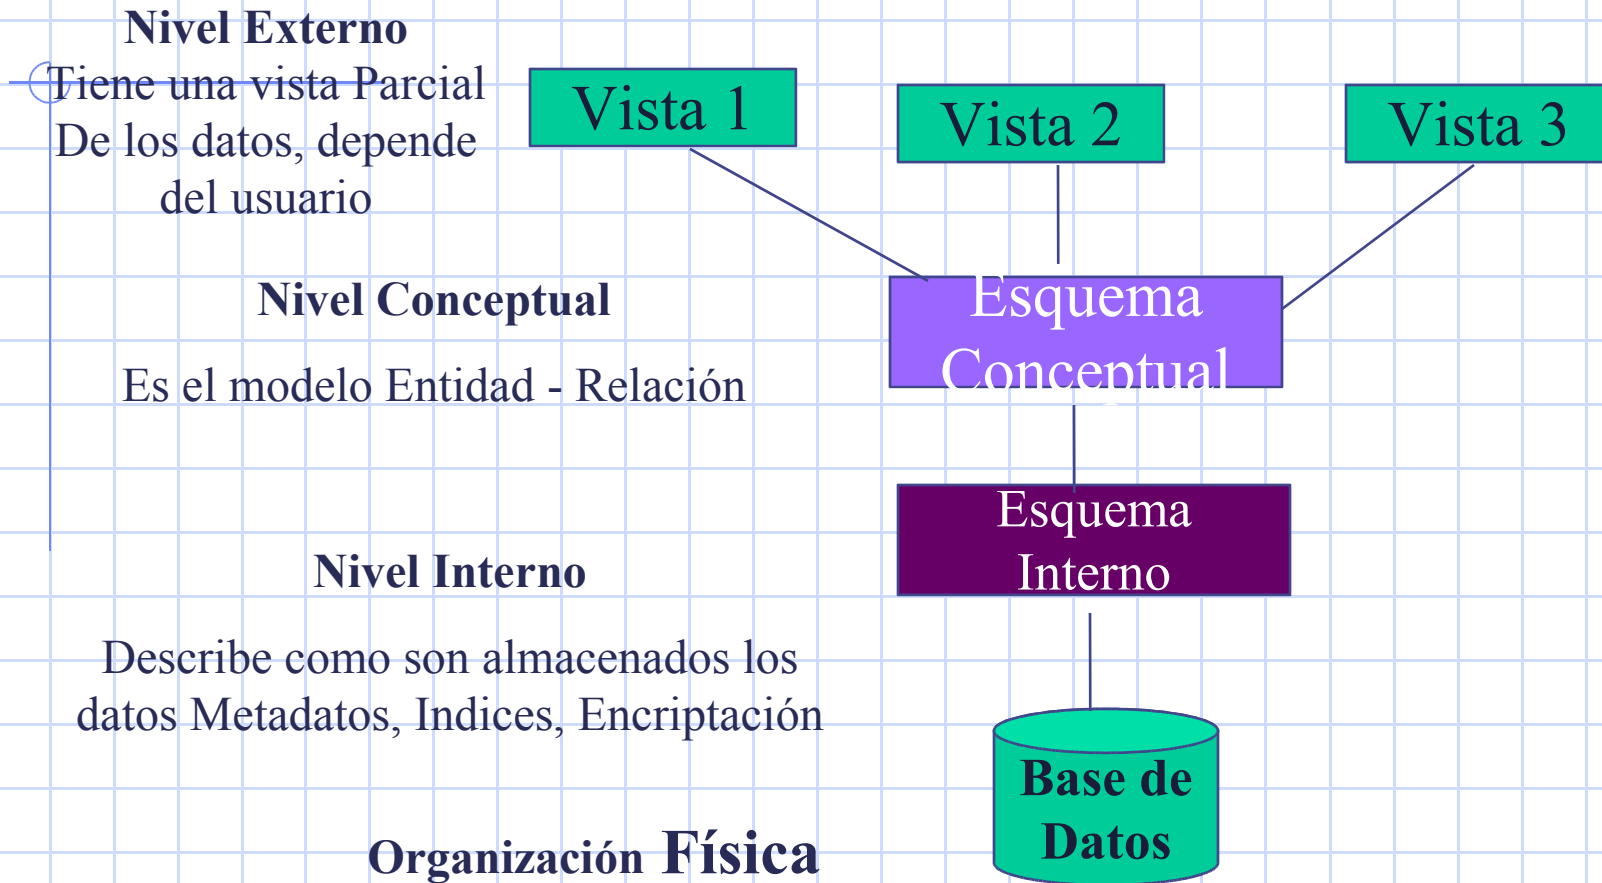 Nivel Externo
Tiene una vista Parcial
De los datos, depende
del usuario
Vista 1
Vista 2
Vista 3
Nivel Conceptual
Es el modelo Entidad - Relación
Esquema
Conceptual
Esquema
Interno
Nivel Interno
Describe como son almacenados los
datos Metadatos, Indices, Encriptación
Base de
Datos
Organización Física